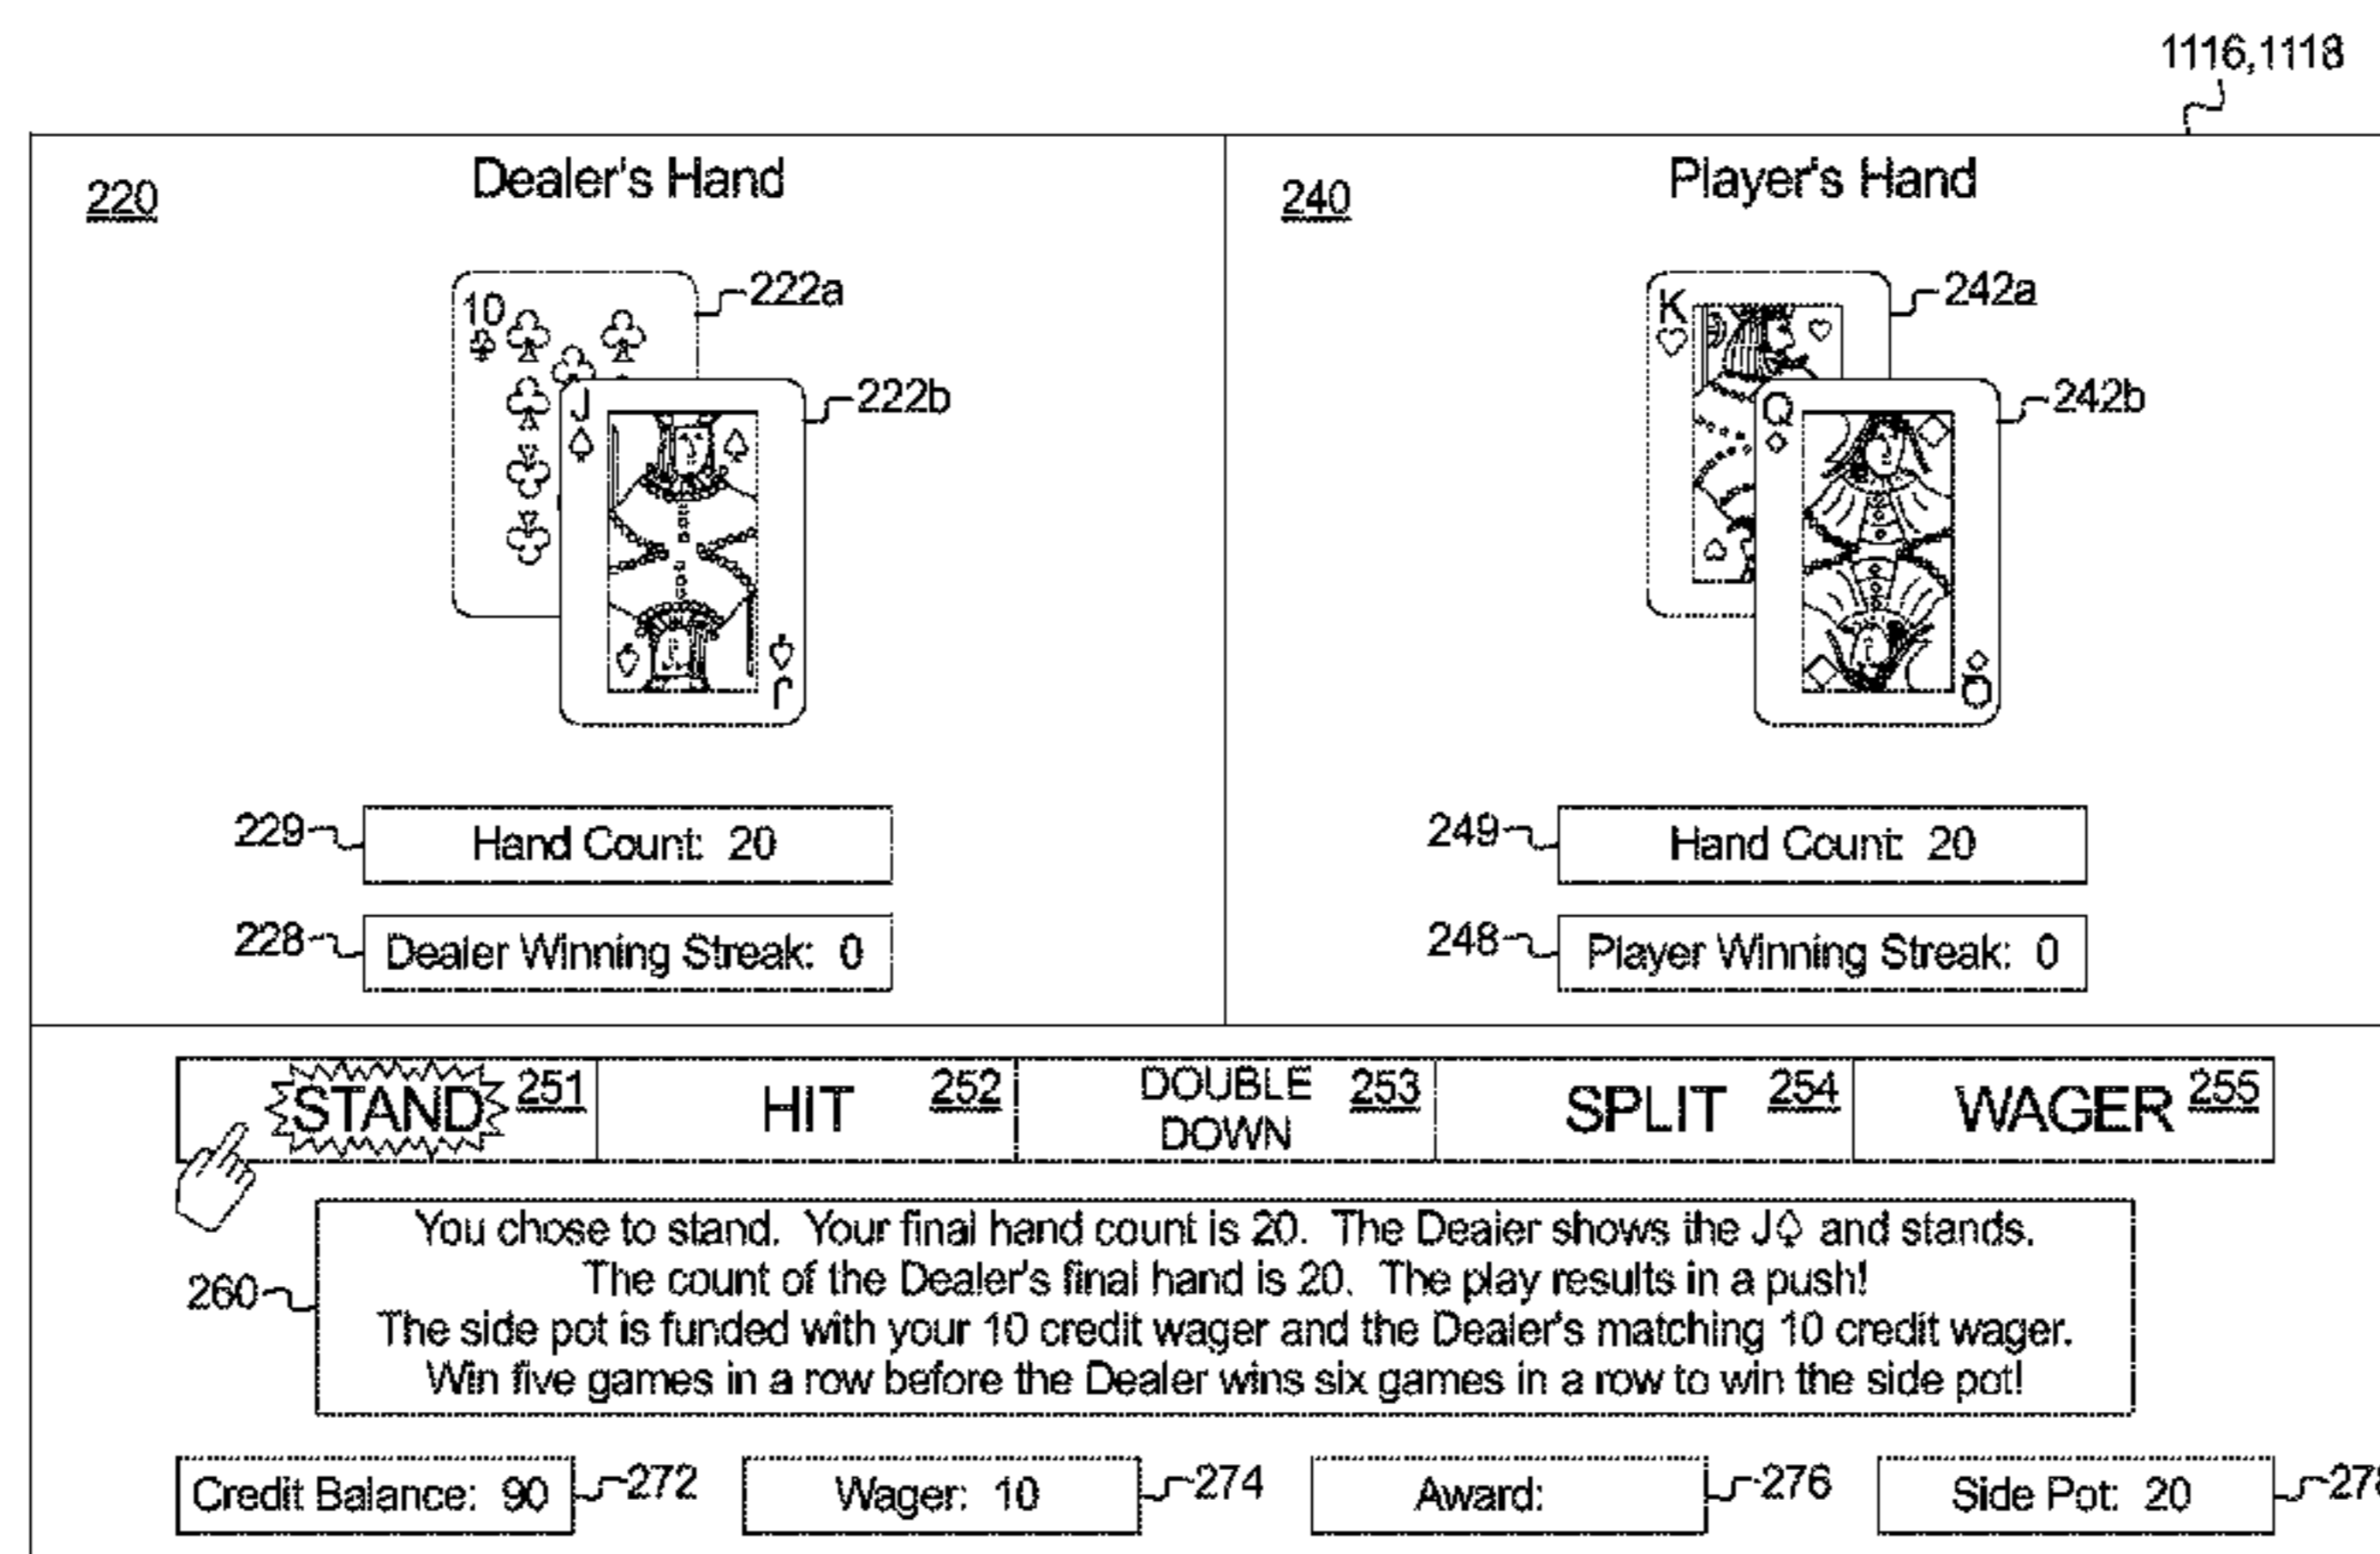 1116,1118
220
Dealer's Hand
240
Player's Hand
10
222a
J
222b
J
K
242a
Q
242b
Q
229
Hand Count: 20
249
Hand Count: 20
228
Dealer Winning Streak: 0
248
Player Winning Streak: 0
STAND 251
HIT 252
DOUBLE DOWN 253
SPLIT 254
WAGER 255
260
You chose to stand. Your final hand count is 20. The Dealer shows the J♤ and stands.
The count of the Dealer's final hand is 20. The play results in a push!
The side pot is funded with your 10 credit wager and the Dealer's matching 10 credit wager.
Win five games in a row before the Dealer wins six games in a row to win the side pot!
Credit Balance: 90
272
Wager: 10
274
Award:
276
Side Pot: 20
278